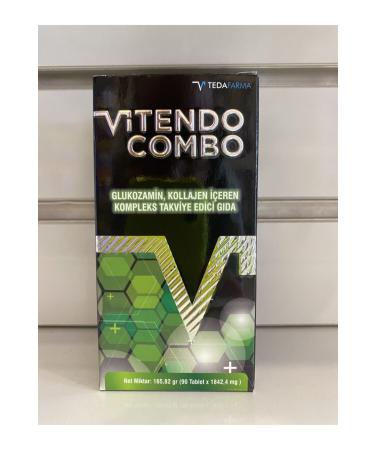 TEDAFARMA
ViTENDO
COMBO
GLUKOZAMİN, KOLLAJEN İÇEREN
KOMPLEKS TAKVİYE EDİCİ GIDA
Net Miktar: 165,82 gr (90 Tablet x 1842,4 mg )